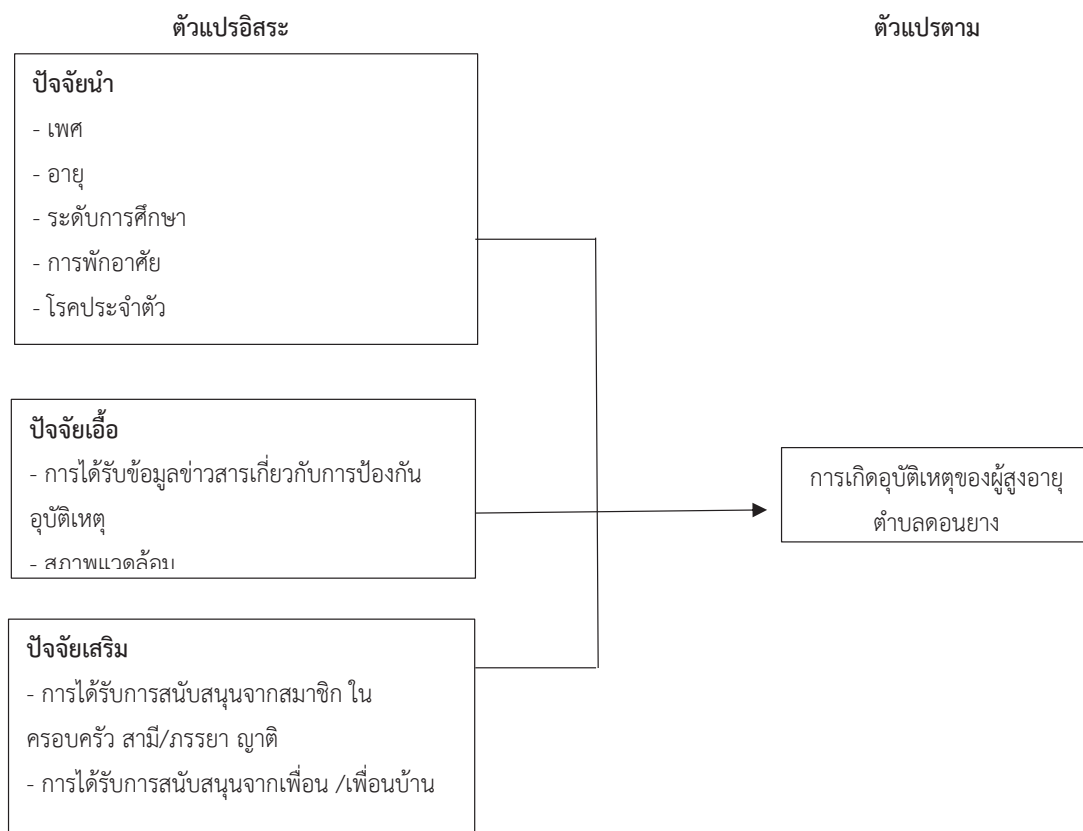 ตัวแปรอิสระ
ตัวแปรตาม
ปัจจัยนำ
- เพศ
- อายุ
- ระดับการศึกษา
- การพักอาศัย
- โรคประจำตัว
ปัจจัยเอื้อ
- การได้รับข้อมูลข่าวสารเกี่ยวกับการป้องกัน
อุบัติเหตุ
- สภาพแวดล้อม
ปัจจัยเสริม
- การได้รับการสนับสนุนจากสมาชิก ใน
ครอบครัว สามี/ภรรยา ญาติ
- การได้รับการสนับสนุนจากเพื่อน /เพื่อนบ้าน
การเกิดอุบัติเหตุของผู้สูงอายุ
ตำบลดอนยาง